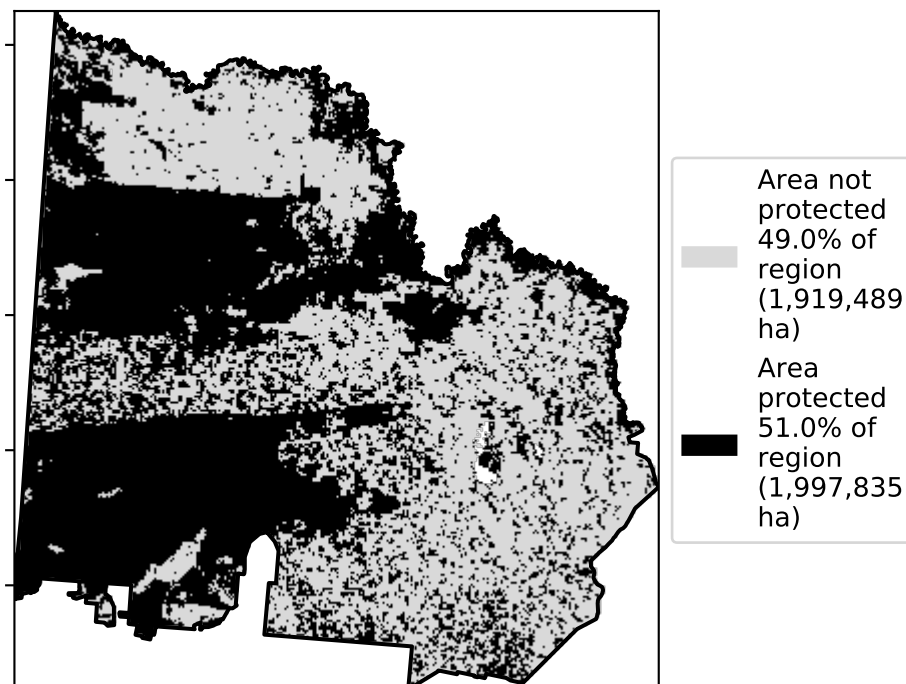 Area not
protected
49.0% of
region
(1,919,489
ha)
Area
protected
51.0% of
region
(1,997,835
ha)